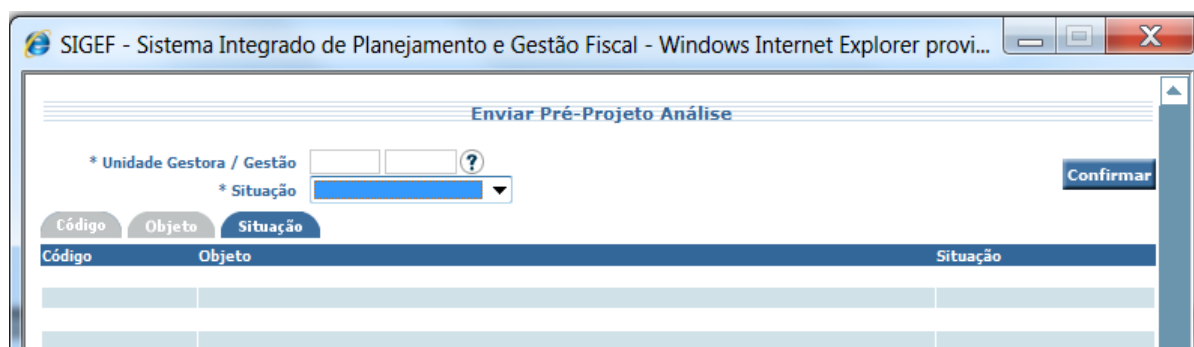 SIGEF - Sistema Integrado de Planejamento e Gestão Fiscal - Windows Internet Explorer provi...
Enviar Pré-Projeto Análise
* Unidade Gestora / Gestão ?
* Situação
Confirmar
Código Objeto Situação
Código Objeto Situação